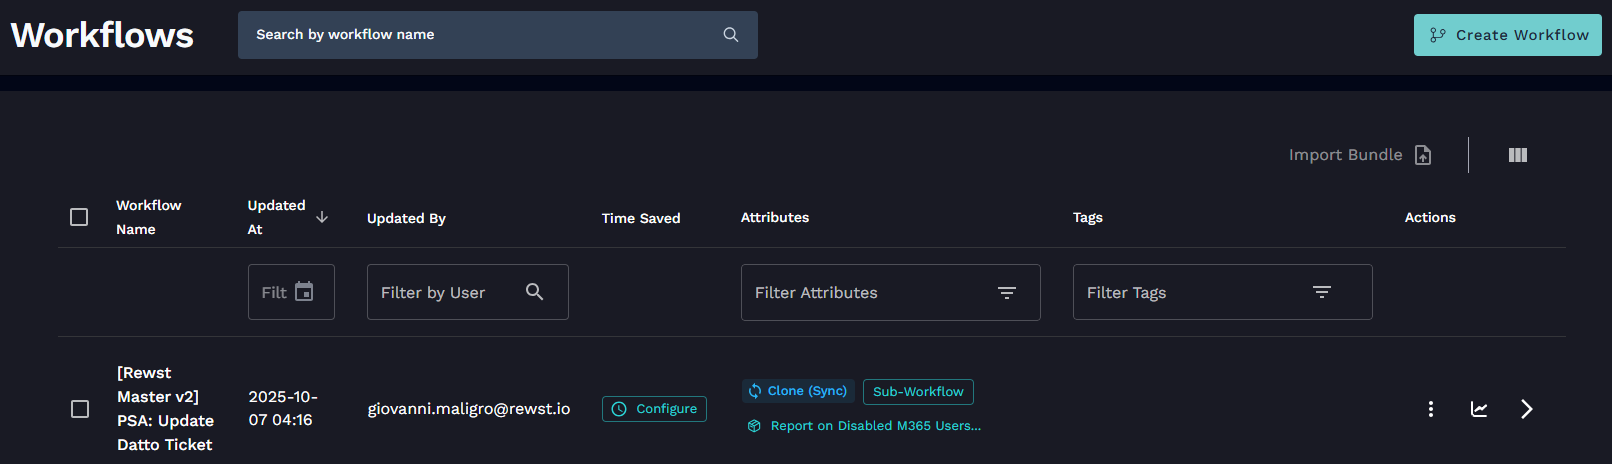 Workflows
Search by workflow name
Create Workflow
Import Bundle
Workflow
Name
Updated
At
Updated By
Time Saved
Attributes
Tags
Actions
Filt
Filter by User
Filter Attributes
Filter Tags
[Rewst
Master v2]
PSA: Update
Datto Ticket
2025-10-
07 04:16
giovanni.maligro@rewst.io
Configure
Clone (Sync)
Sub-Workflow
Report on Disabled M365 Users...